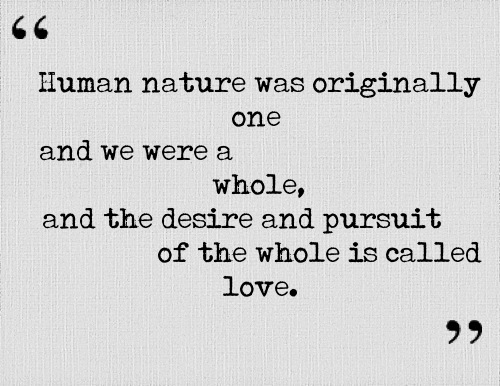 “
Human nature was originally
one
and we were a
whole,
and the desire and pursuit
of the whole is called
love.
”